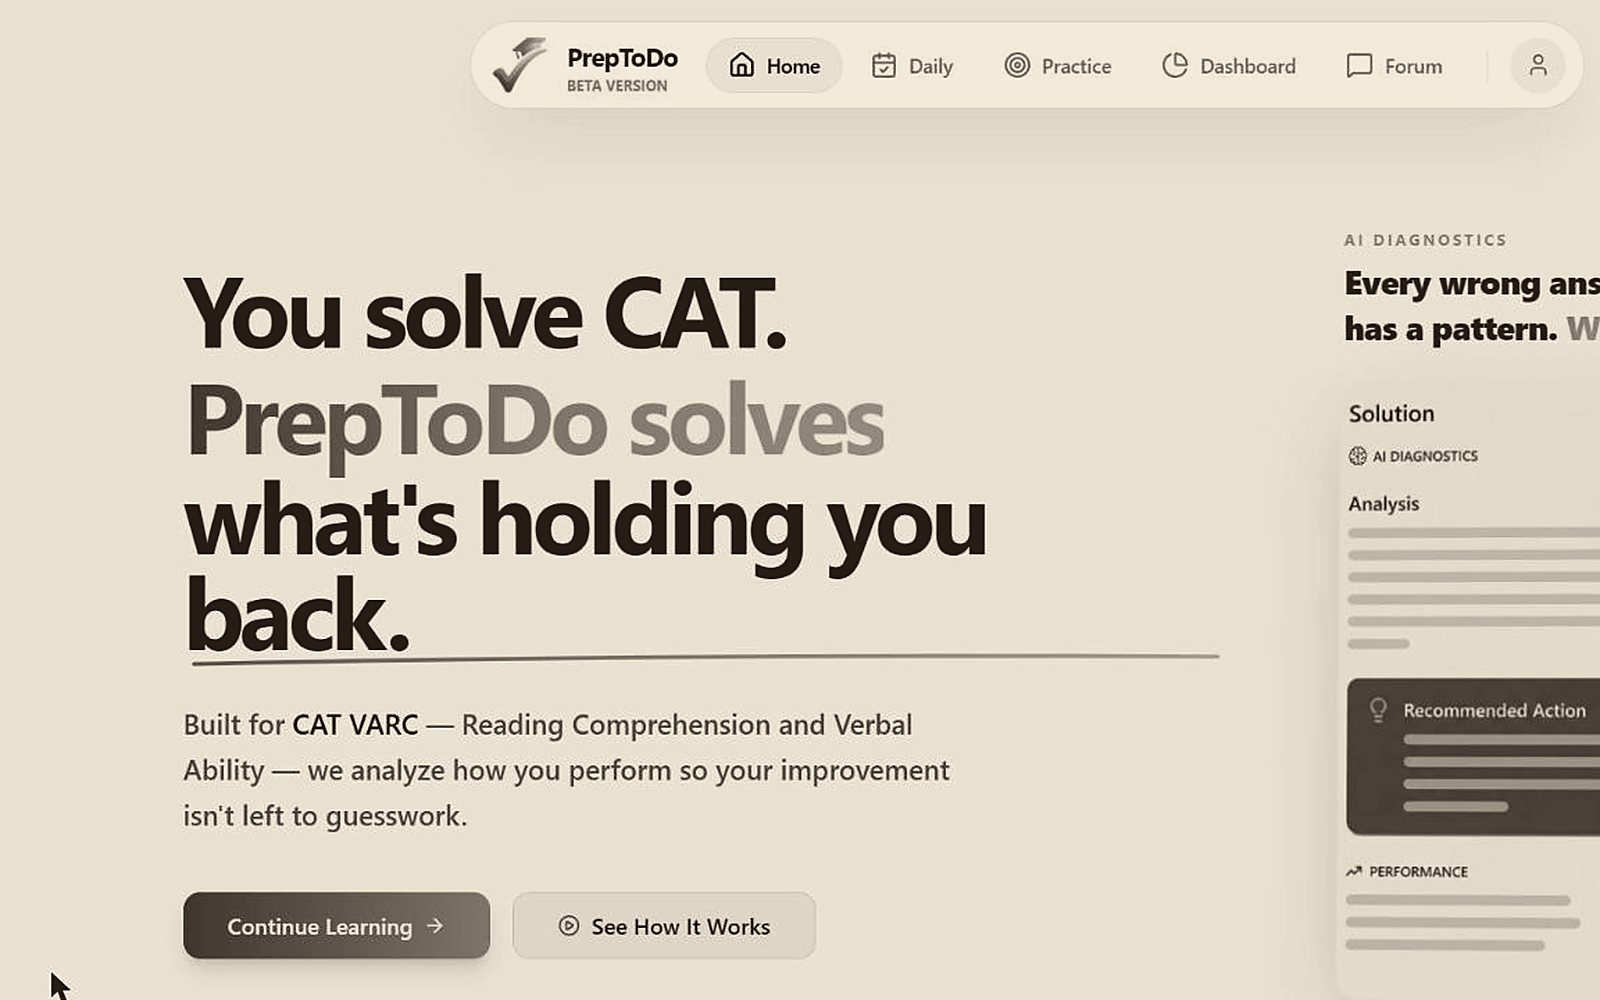 PrepToDo
BETA VERSION
Home
Daily
Practice
Dashboard
Forum
You solve CAT.
PrepToDo solves
what's holding you
back.
Built for CAT VARC — Reading Comprehension and Verbal
Ability — we analyze how you perform so your improvement
isn't left to guesswork.
Continue Learning
See How It Works
AI DIAGNOSTICS
Every wrong
has a pattern.
Solution
AI DIAGNOSTICS
Analysis
Recommended Action
PERFORMANCE